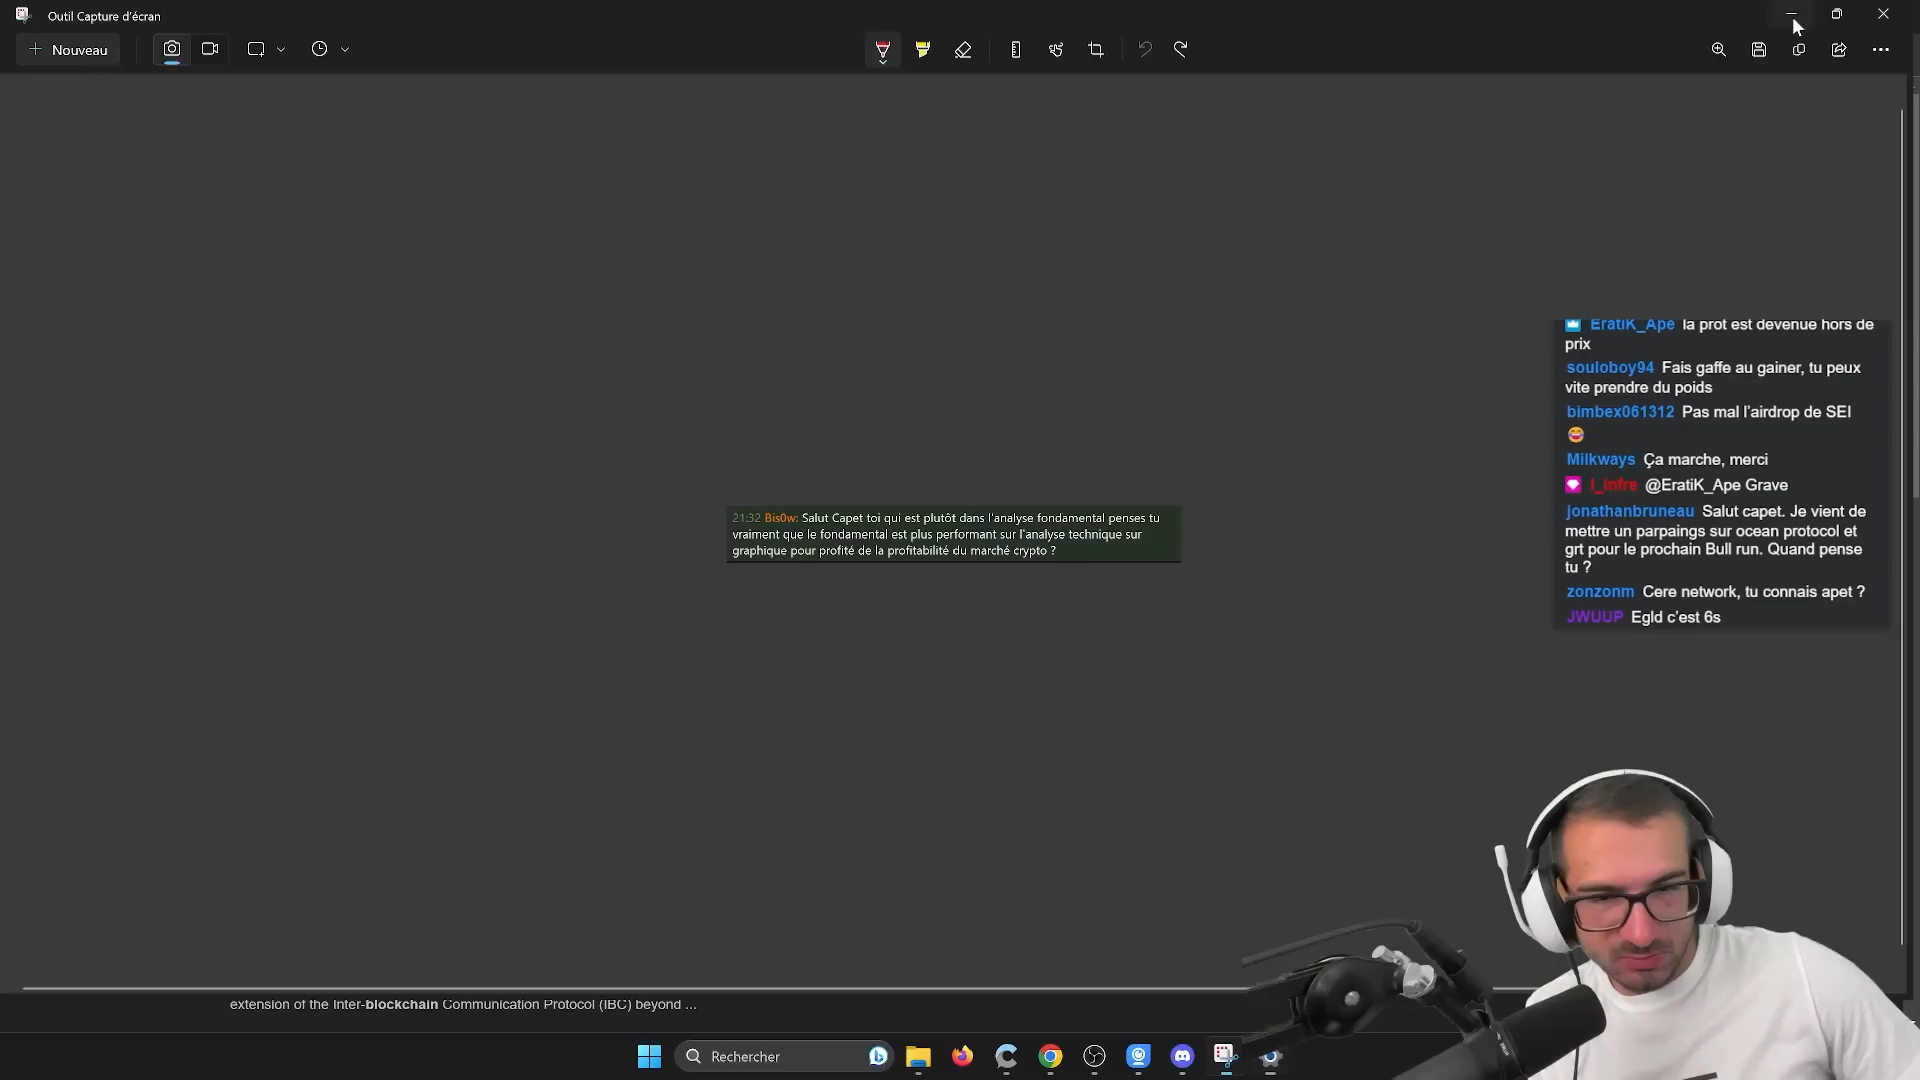 Outil Capture d'écran
Nouveau
EratiK_Ape la prot est devenue hors de
prix
souloboy94 Fais gaffe au gainer, tu peux
vite prendre du poids
bimbex061312 Pas mal l'airdrop de SEI
😂
Milkways Ça marche, merci
l_infre @EratiK_Ape Grave
jonathanbruneau Salut capet. Je vient de
mettre un parpaings sur ocean protocol et
grt pour le prochain Bull run. Quand pense
tu ?
zonzonm Cere network, tu connais apet ?
JWUUP Egld c'est 6s
21:32 Bis0w: Salut Capet toi qui est plutôt dans l'analyse fondamental penses tu
vraiment que le fondamental est plus performant sur l'analyse technique sur
graphique pour profité de la profitabilité du marché crypto ?
extension of the Inter-blockchain Communication Protocol (IBC) beyond ...
Rechercher